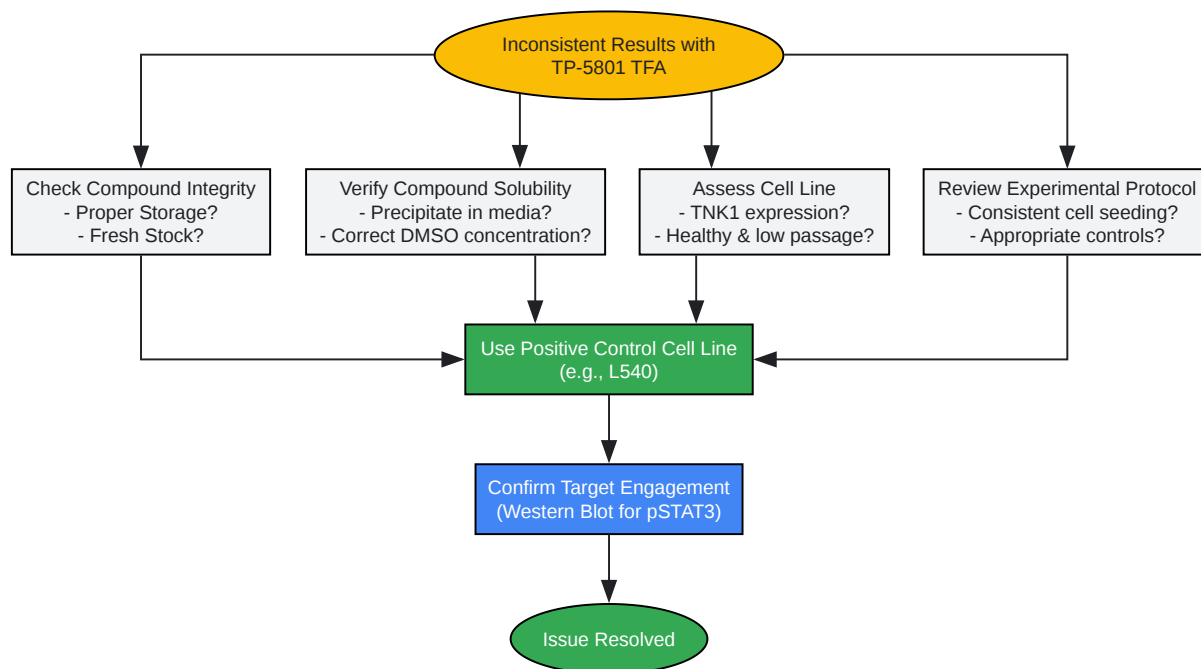 Inconsistent Results with
TP-5801 TFA
Check Compound Integrity
- Proper Storage?
- Fresh Stock?
Verify Compound Solubility
- Precipitate in media?
- Correct DMSO concentration?
Assess Cell Line
- TNK1 expression?
- Healthy & low passage?
Review Experimental Protocol
- Consistent cell seeding?
- Appropriate controls?
Use Positive Control Cell Line
(e.g., L540)
Confirm Target Engagement
(Western Blot for pSTAT3)
Issue Resolved